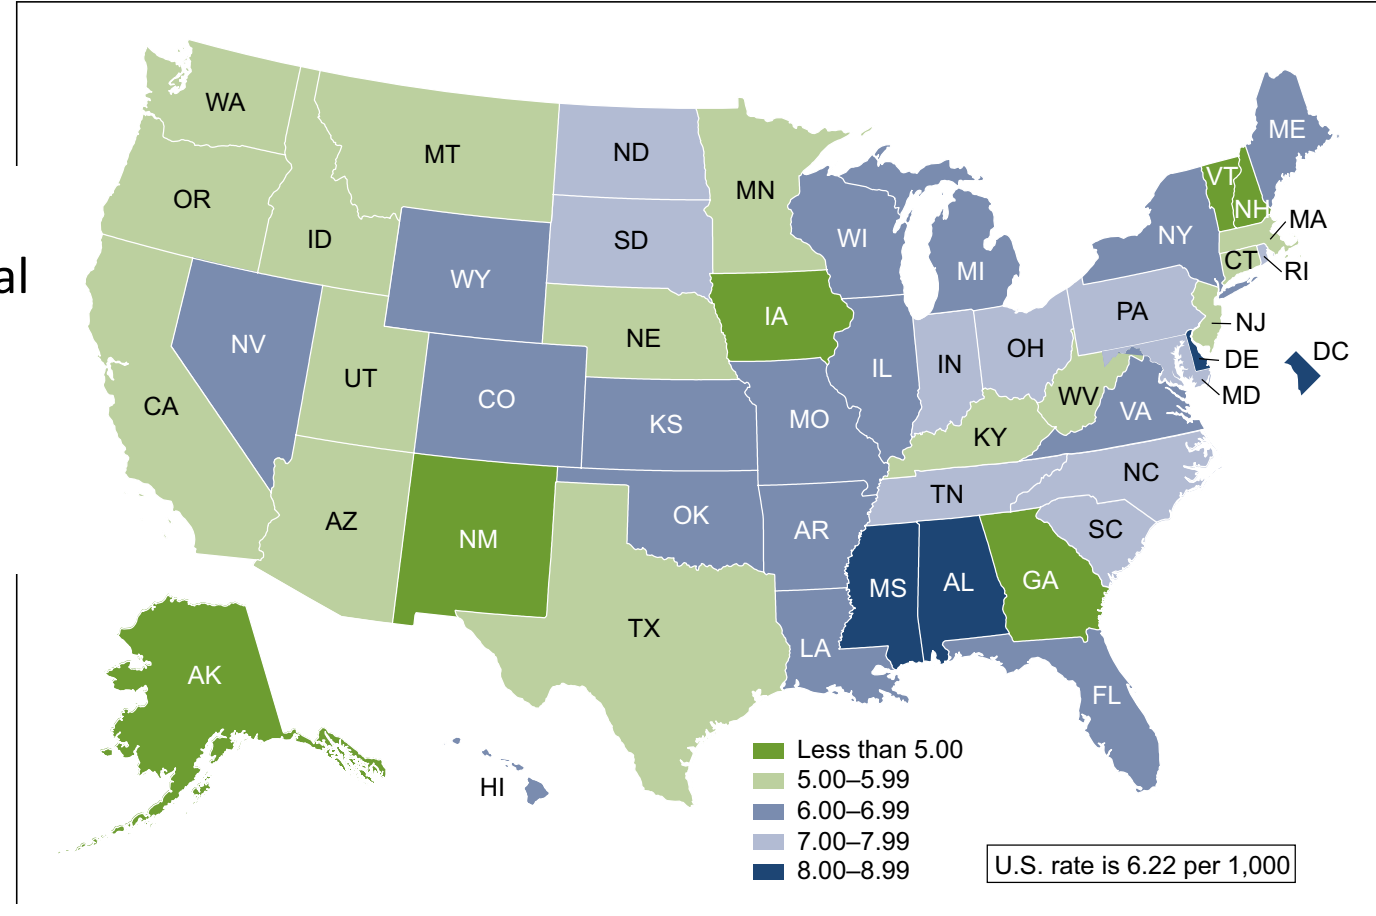 WA
MT
ND
MN
ME
OR
ID
SD
WI
MI
NY
VT
NH
MA
al
WY
CT
RI
NV
UT
NE
IA
IL
IN
OH
PA
NJ
DE
DC
MD
CA
CO
KS
MO
KY
WV
VA
AZ
NM
OK
AR
TN
NC
SC
MS
AL
GA
TX
LA
FL
AK
HI
Less than 5.00
5.00–5.99
6.00–6.99
7.00–7.99
8.00–8.99
U.S. rate is 6.22 per 1,000